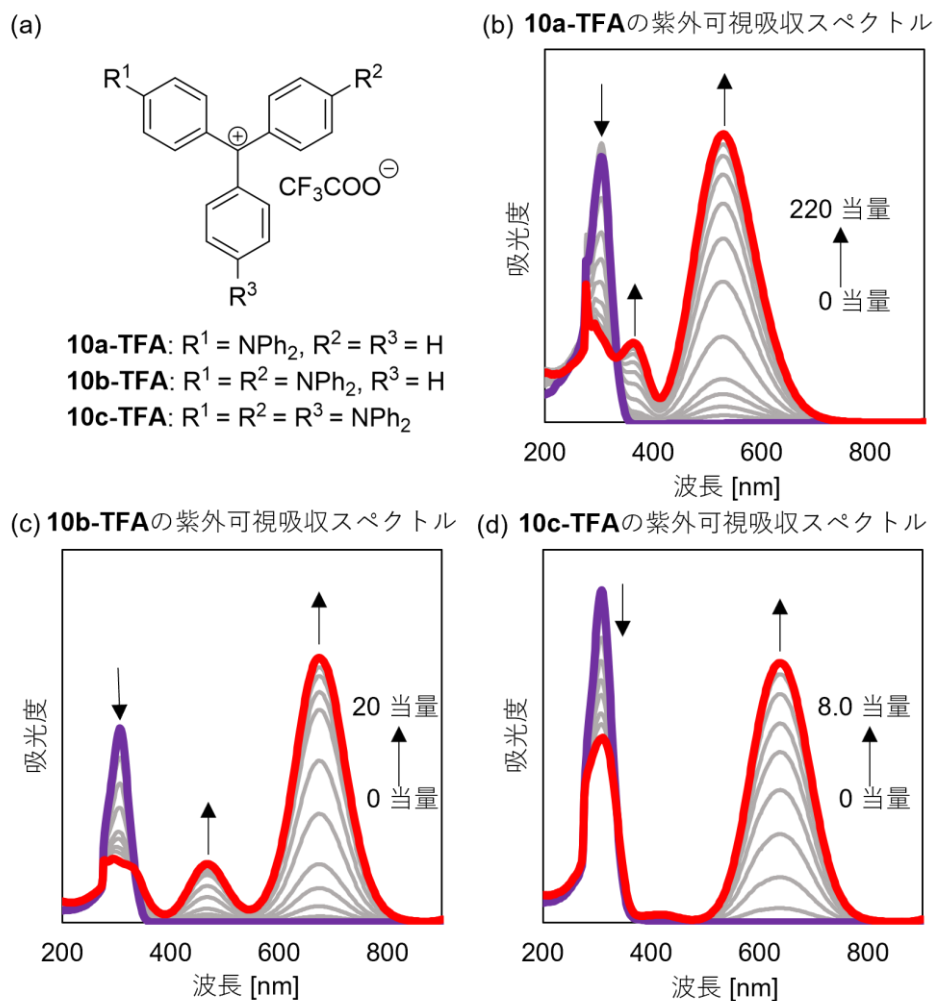 (a)
R¹
R²
⊕
CF₃COO⊖
R³
10a-TFA: R¹ = NPh₂, R² = R³ = H
10b-TFA: R¹ = R² = NPh₂, R³ = H
10c-TFA: R¹ = R² = R³ = NPh₂
(b) 10a-TFAの紫外可視吸収スペクトル
吸光度
220 当量
0 当量
200 400 600 800
波長 [nm]
(c) 10b-TFAの紫外可視吸収スペクトル
吸光度
20 当量
0 当量
200 400 600 800
波長 [nm]
(d) 10c-TFAの紫外可視吸収スペクトル
吸光度
8.0 当量
0 当量
200 400 600 800
波長 [nm]